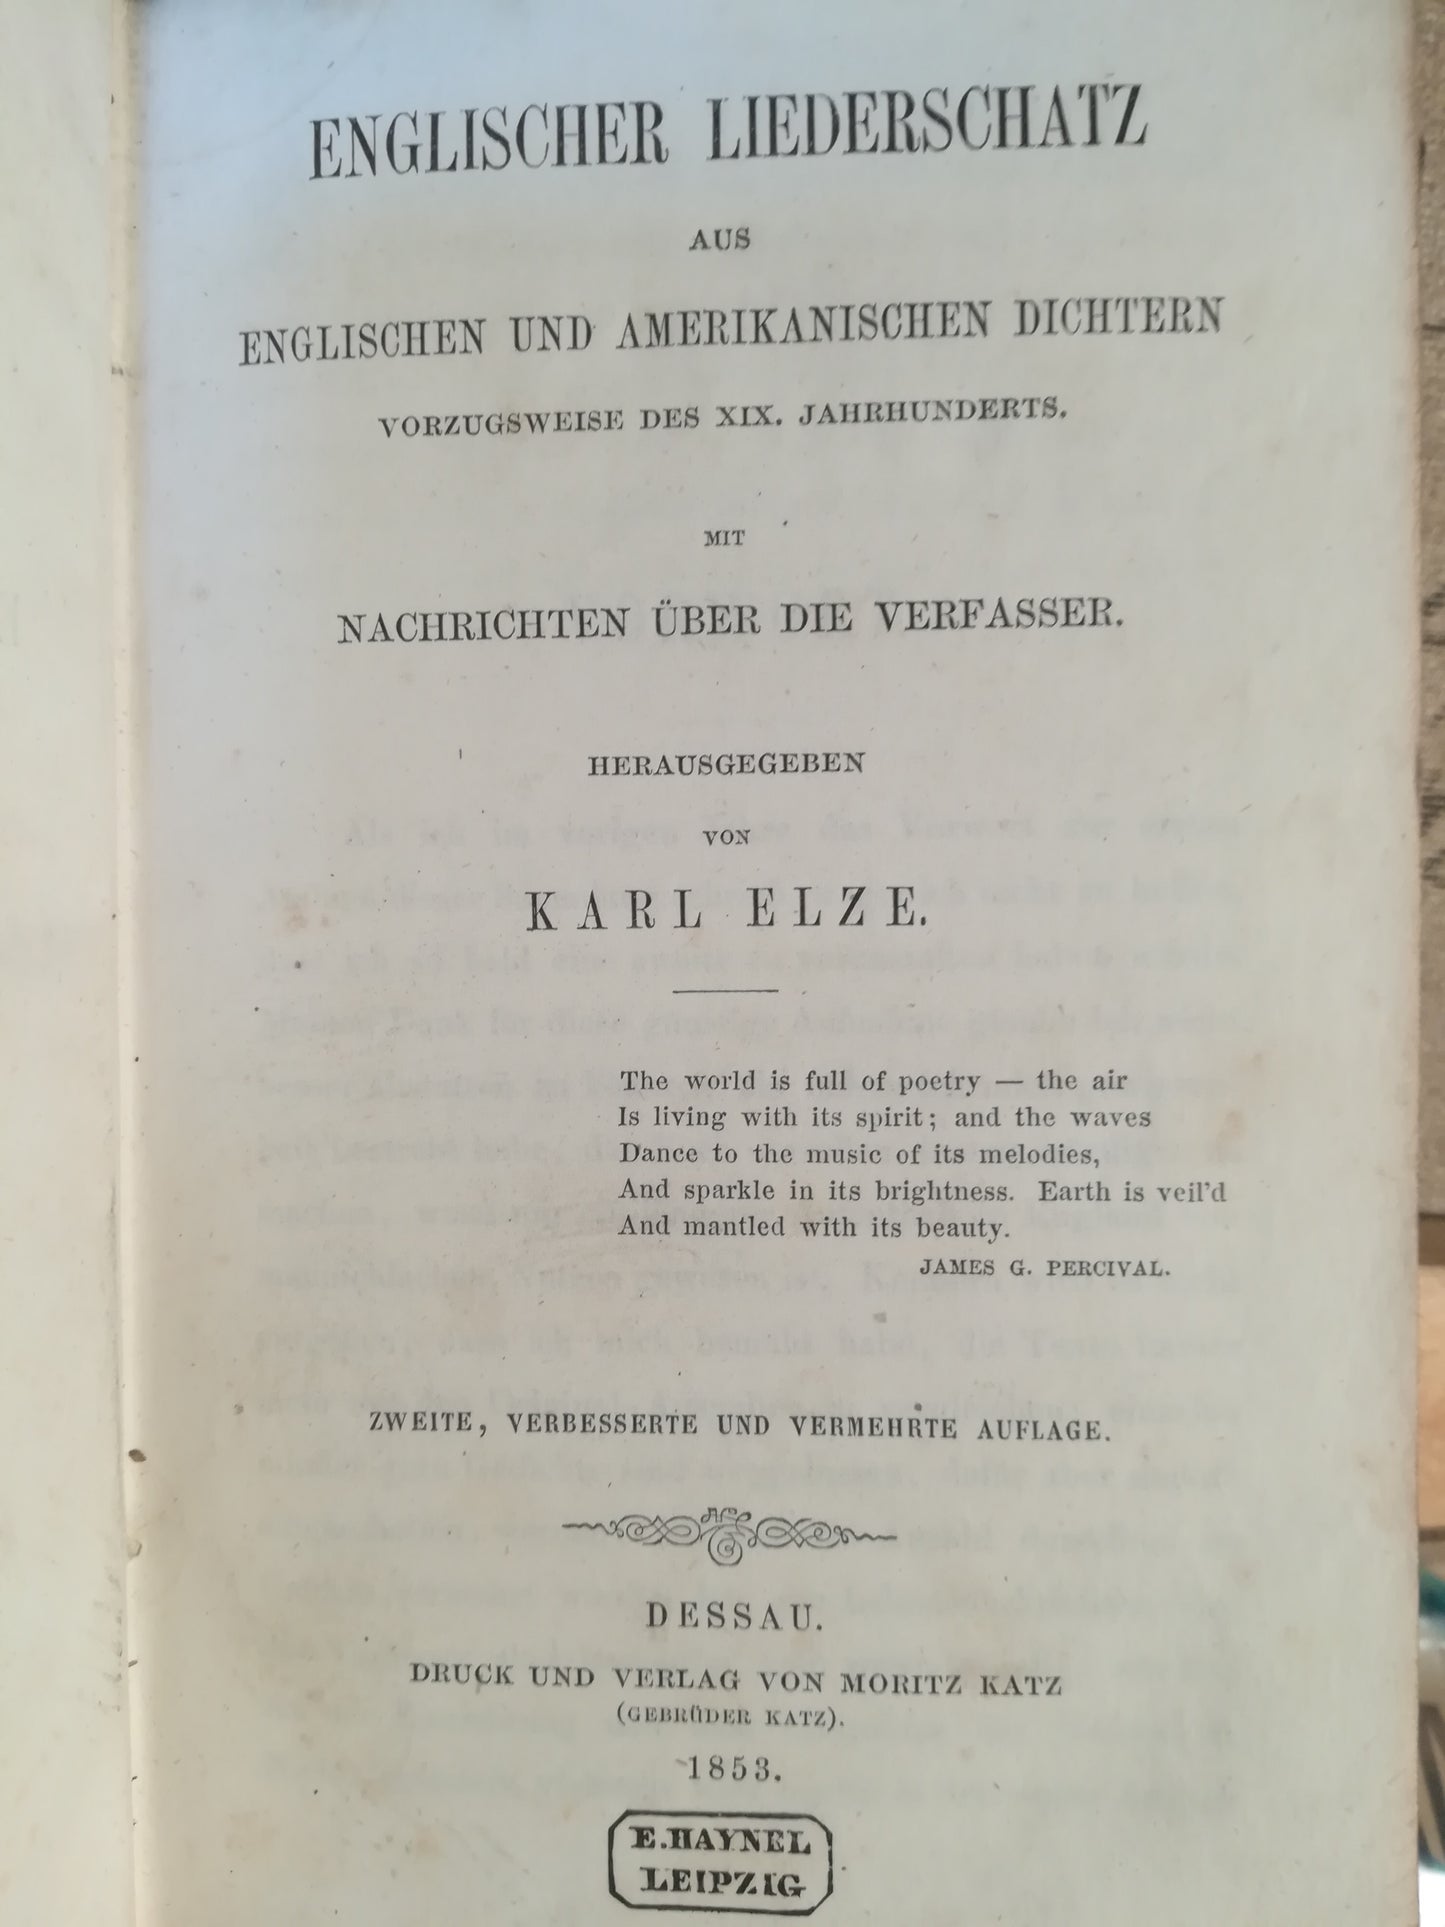 ENGLISCHER LIEDERSCHATZ
AUS
ENGLISCHEN UND AMERIKANISCHEN DICHTERN
VORZUGSWEISE DES XIX. JAHRHUNDERTS.
MIT
NACHRICHTEN ÜBER DIE VERFASSER.
HERAUSGEGEBEN
VON
KARL ELZE.
The world is full of poetry — the air
Is living with its spirit; and the waves
Dance to the music of its melodies,
And sparkle in its brightness. Earth is veil'd
And mantled with its beauty.
JAMES G. PERCIVAL.
ZWEITE, VERBESSERTE UND VERMEHRTE AUFLAGE.
DESSAU.
DRUCK UND VERLAG VON MORITZ KATZ
(GEBRÜDER KATZ).
1853.
E. HAYNEL
LEIPZIG